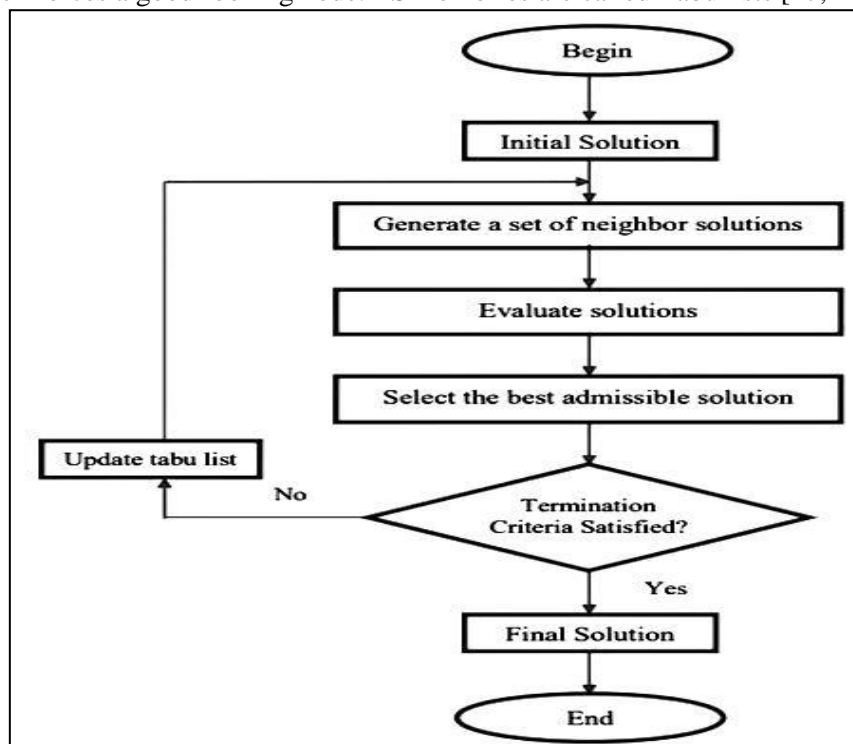 Begin
Initial Solution
Generate a set of neighbor solutions
Evaluate solutions
Select the best admissible solution
Update tabu list
No
Termination
Criteria Satisfied?
Yes
Final Solution
End